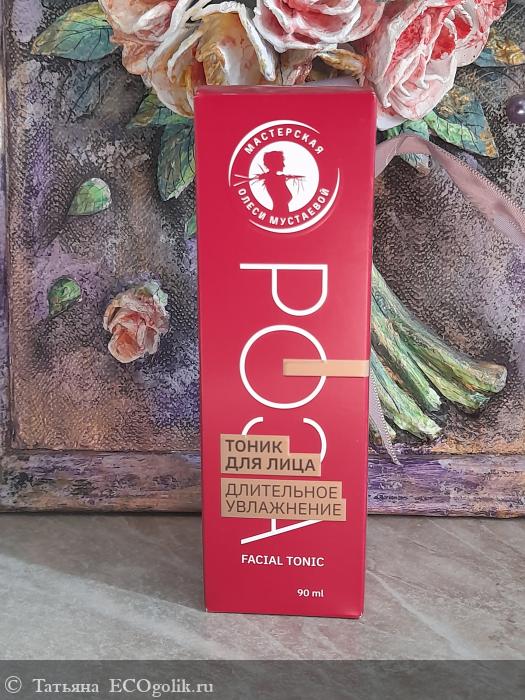 МАСТЕРСКАЯ
ОЛЕСИ МУСТАЕВОЙ
РОЗА
ТОНИК
ДЛЯ ЛИЦА
ДЛИТЕЛЬНОЕ
УВЛАЖНЕНИЕ
FACIAL TONIC
90 ml
© Татьяна ECOgolik.ru